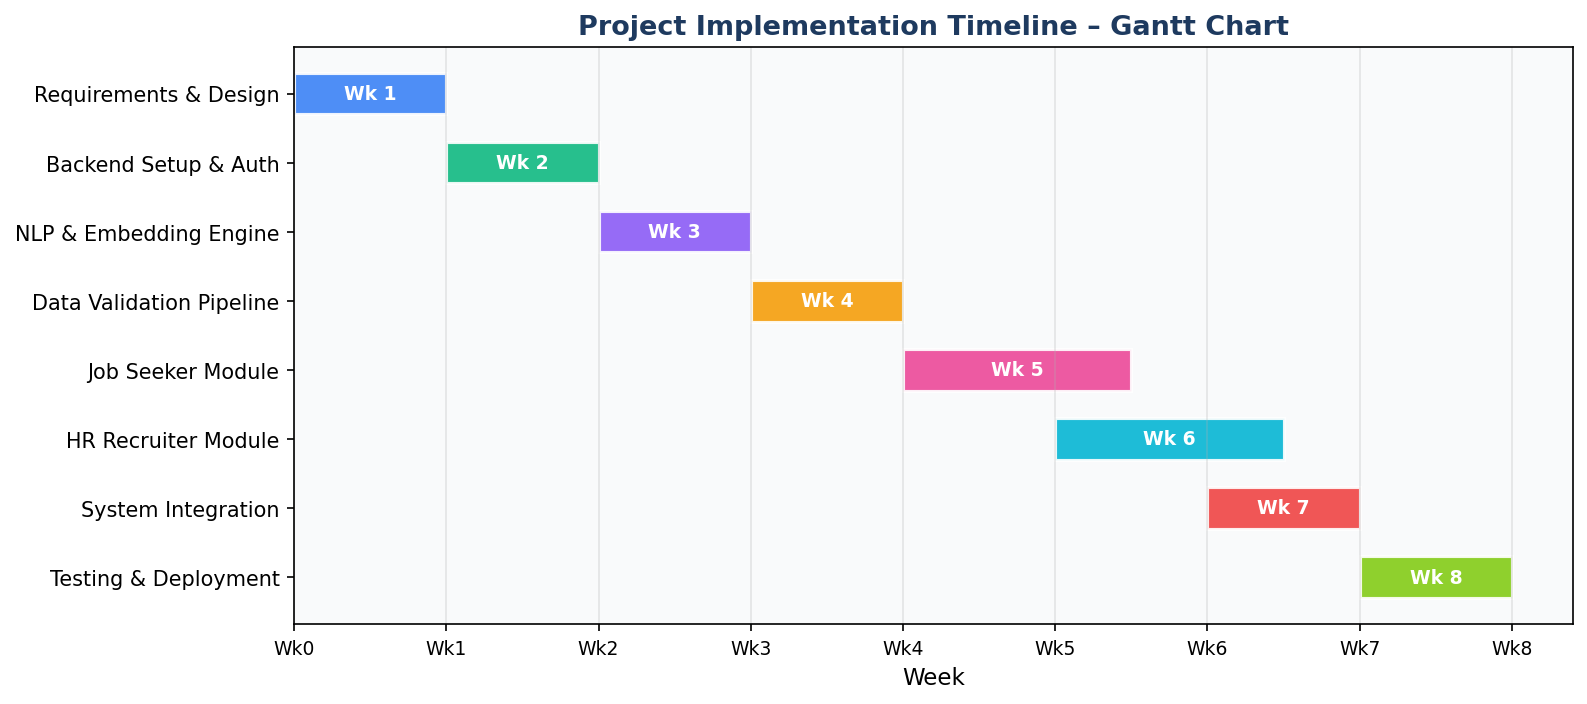 Project Implementation Timeline – Gantt Chart
Requirements & Design
Wk 1
Backend Setup & Auth
Wk 2
NLP & Embedding Engine
Wk 3
Data Validation Pipeline
Wk 4
Job Seeker Module
Wk 5
HR Recruiter Module
Wk 6
System Integration
Wk 7
Testing & Deployment
Wk 8
Wk0 Wk1 Wk2 Wk3 Wk4 Wk5 Wk6 Wk7 Wk8
Week